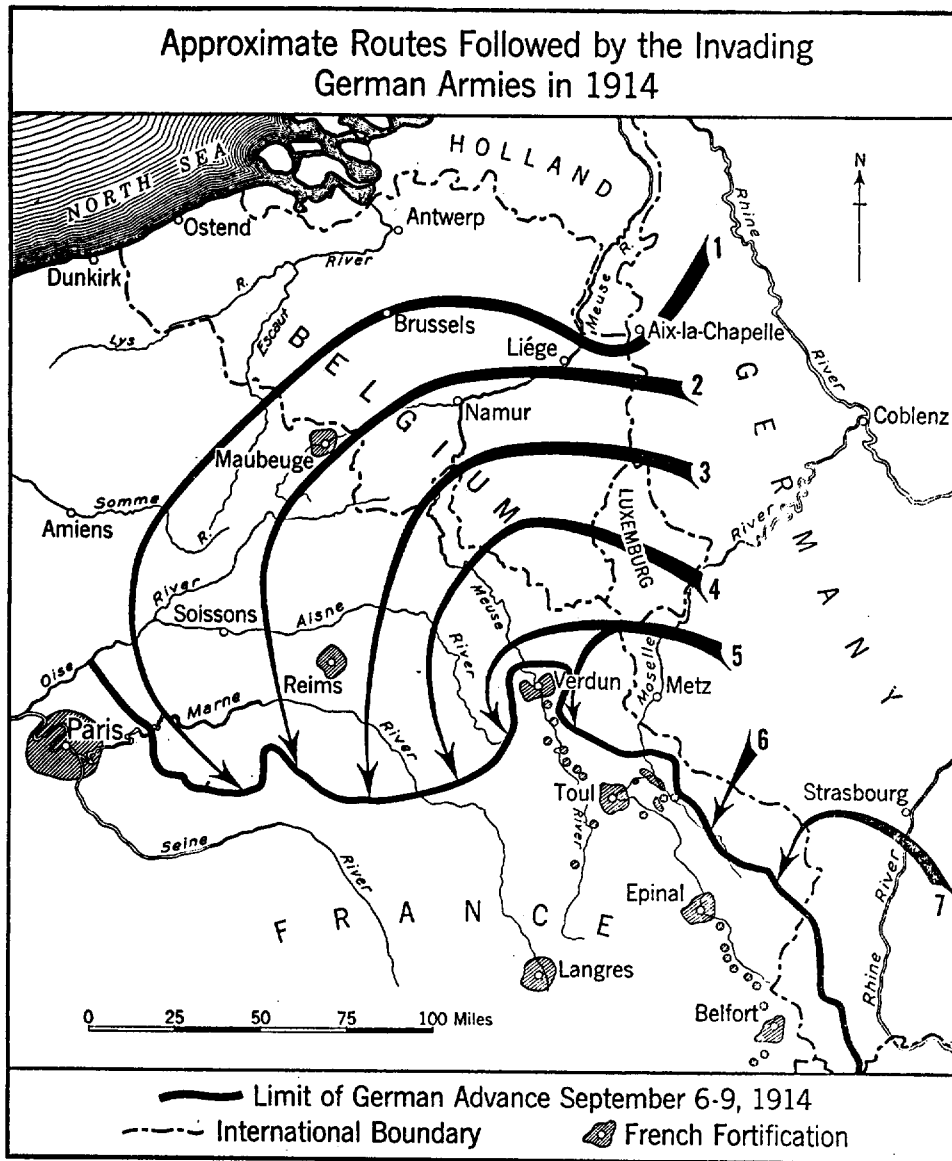 Approximate Routes Followed by the Invading
German Armies in 1914
HOLLAND
N
NORTH SEA
Rhine
Ostend
Antwerp
1
Dunkirk
River
R.
Meuse R.
Escaut
Lys
Brussels
Aix-la-Chapelle
BELGIUM
Liége
GERMANY
River
2
Namur
Coblenz
Maubeuge
3
Somme
Amiens
LUXEMBURG
River
R.
4
River
Meuse
Soissons
Aisne
5
River
Oise
Reims
Verdun
Moselle
Metz
Marne
Paris
River
6
Toul
Strasbourg
River
Seine
River
River
7
Epinal
FRANCE
Langres
Rhine
Belfort
0 25 50 75 100 Miles
Limit of German Advance September 6-9, 1914
International Boundary
French Fortification